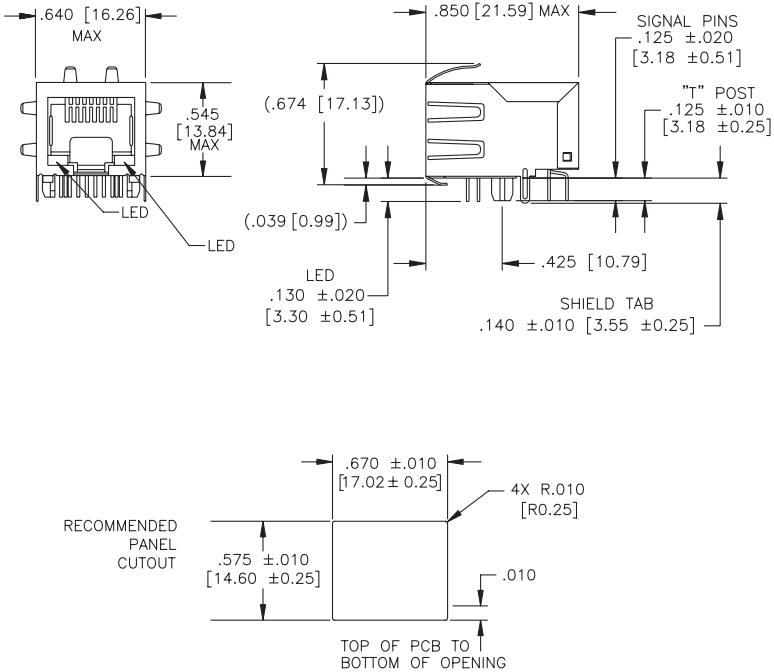 .640 [16.26]
MAX
.545
[13.84]
MAX
LED
LED
.850 [21.59] MAX
(.674 [17.13])
(.039 [0.99])
LED
.130 ±.020
[3.30 ±0.51]
SIGNAL PINS
.125 ±.020
[3.18 ±0.51]
"T" POST
.125 ±.010
[3.18 ±0.25]
.425 [10.79]
SHIELD TAB
.140 ±.010 [3.55 ±0.25]
RECOMMENDED
PANEL
CUTOUT
.670 ±.010
[17.02± 0.25]
4X R.010
[R0.25]
.575 ±.010
[14.60 ±0.25]
.010
TOP OF PCB TO
BOTTOM OF OPENING